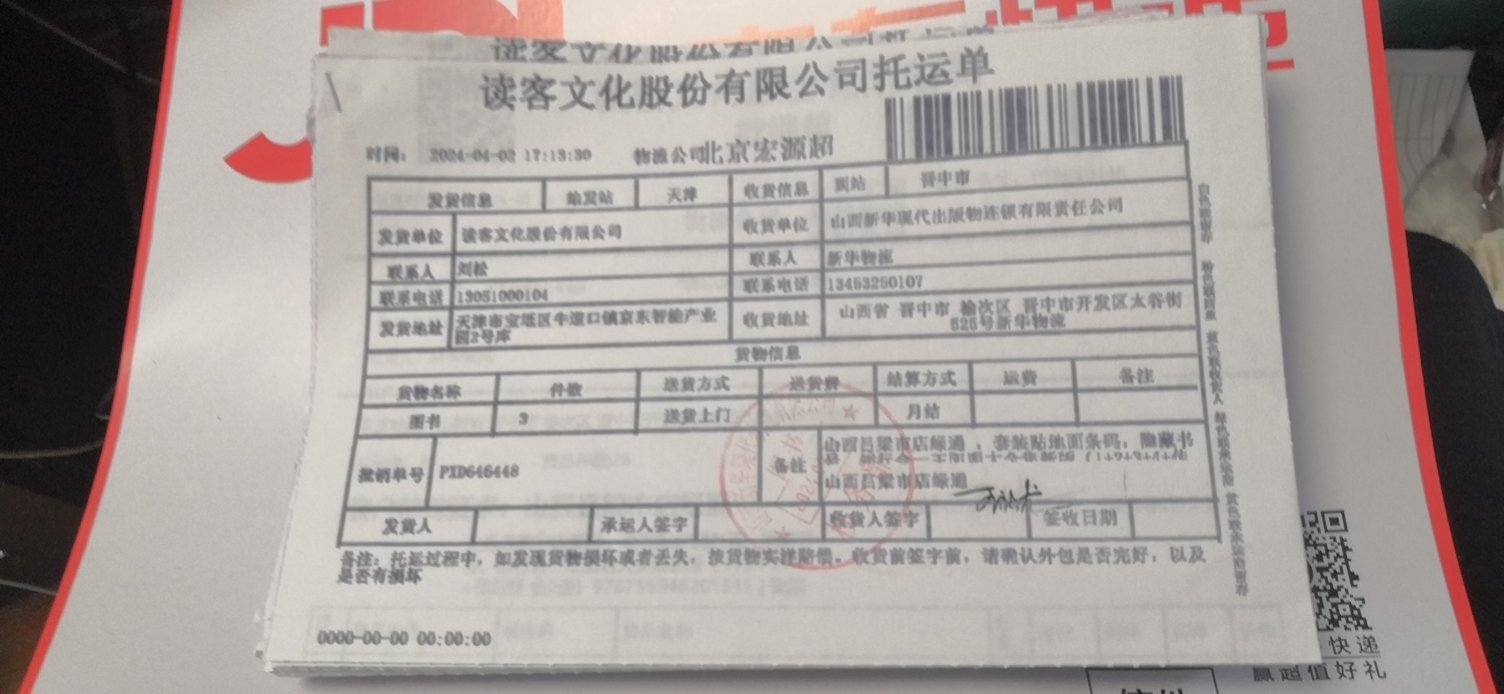 读客文化股份有限公司托运单
时间: 2024-04-02 17:13:30 物流公司北京宏源超
发货信息 始发站 天津 收货信息 到站 晋中市
发货单位 读客文化股份有限公司 收货单位 山西新华现代出版物连锁有限责任公司
联系人 刘松 联系人 新华物流
联系电话 13051000104 联系电话 13453250107
发货地址 天津市宝坻区牛道口镇京东智能产业园2号库 收货地址 山西省 晋中市 榆次区 晋中市开发区太谷街525号新华物流
货物信息
货物名称 件数 送货方式 送货费 结算方式 运费 备注
图书 3 送货上门 月结
批销单号 PXD646448 备注 山西吕梁市店缘通 , 套装贴地面条码, 隐藏书
山西吕梁市店缘通
发货人 承运人签字 收货人签字 签收日期
备注: 托运过程中, 如发现货物损坏或者丢失, 按货物实洋赔偿。收货前签字前, 请确认外包是否完好, 以及
是否有损坏
0000-00-00 00:00:00
快递
赢超值好礼